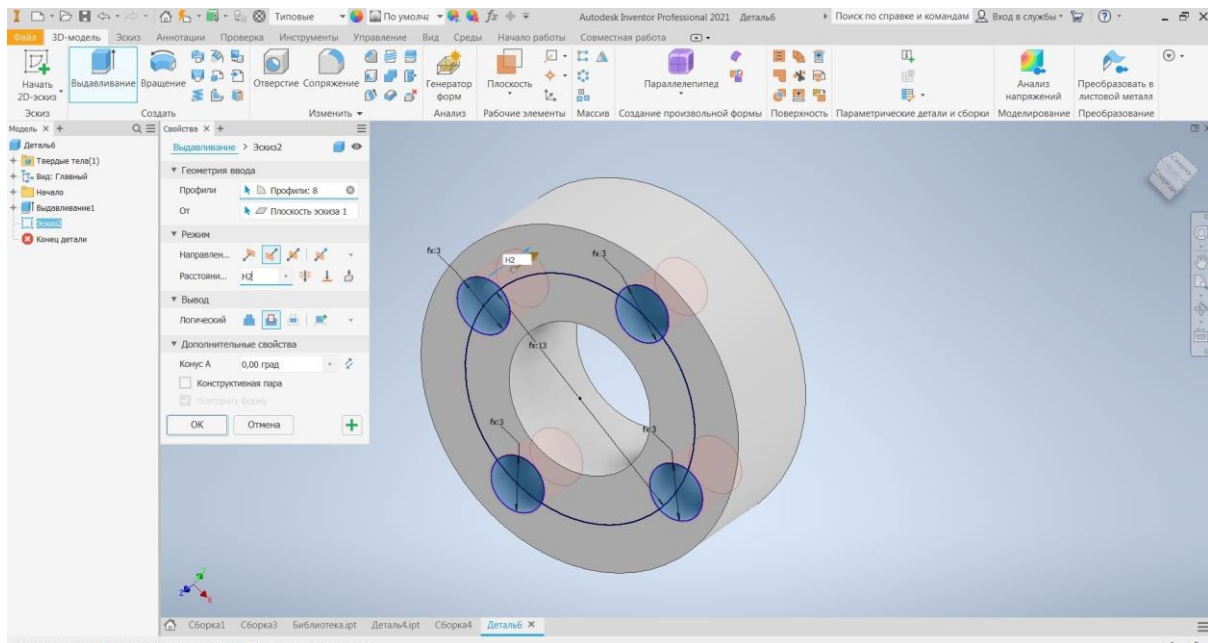 Типовые
По умолча
fx
Autodesk Inventor Professional 2021 Деталь6
Поиск по справке и командам
Вход в службы
Файл 3D-модель Эскиз Аннотации Проверка Инструменты Управление Вид Среды Начало работы Совместная работа
Начать
2D-эскиз
Выдавливание
Вращение
Отверстие
Сопряжение
Генератор
форм
Плоскость
Параллелепипед
Анализ
напряжений
Преобразовать в
листовой металл
Эскиз Создать Изменить Анализ Рабочие элементы Массив Создание произвольной формы Поверхность Параметрические детали и сборки Моделирование Преобразование
Модель × +
Деталь6
Твердые тела(1)
Вид: Главный
Начало
Выдавливание1
Эскиз2
Конец детали
Свойства × +
Выдавливание > Эскиз2
Геометрия ввода
Профили Профили: 8
От Плоскость эскиза 1
Режим
Направлен...
Расстояни... H2
Вывод
Логический
Дополнительные свойства
Конус A 0,00 град
Конструктивная пара
Повторять форму
OK Отмена
fx:3
H2
fx:3
fx:13
fx:3
fx:3
Z Y X
Сборка1 Сборка3 Библиотека.ipt Деталь4.ipt Сборка4 Деталь6 ×